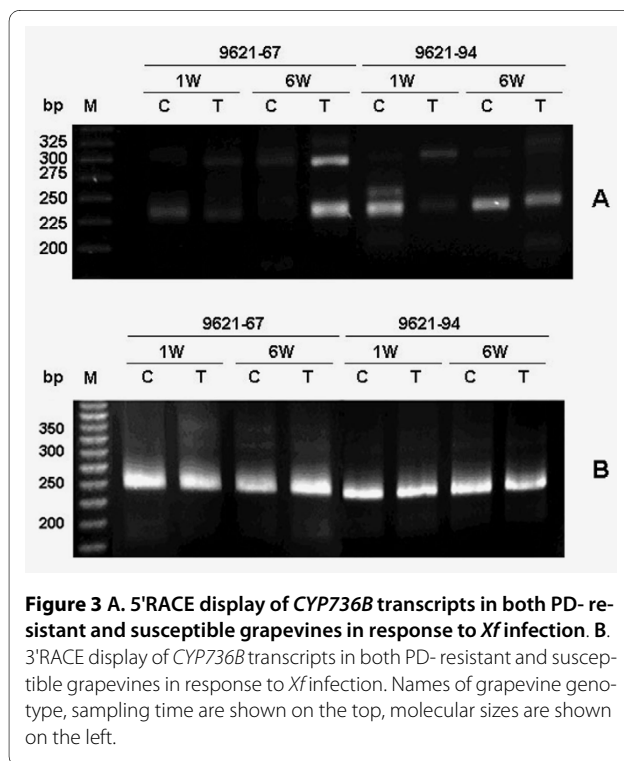 9621-67 9621-94
1W 6W 1W 6W
bp M C T C T C T C T
325
300
275
250
225
200
A
9621-67 9621-94
1W 6W 1W 6W
bp M C T C T C T C T
350
300
250
200
B
Figure 3 A. 5'RACE display of CYP736B transcripts in both PD- re-
sistant and susceptible grapevines in response to Xf infection. B.
3'RACE display of CYP736B transcripts in both PD- resistant and suscep-
tible grapevines in response to Xf infection. Names of grapevine geno-
type, sampling time are shown on the top, molecular sizes are shown
on the left.